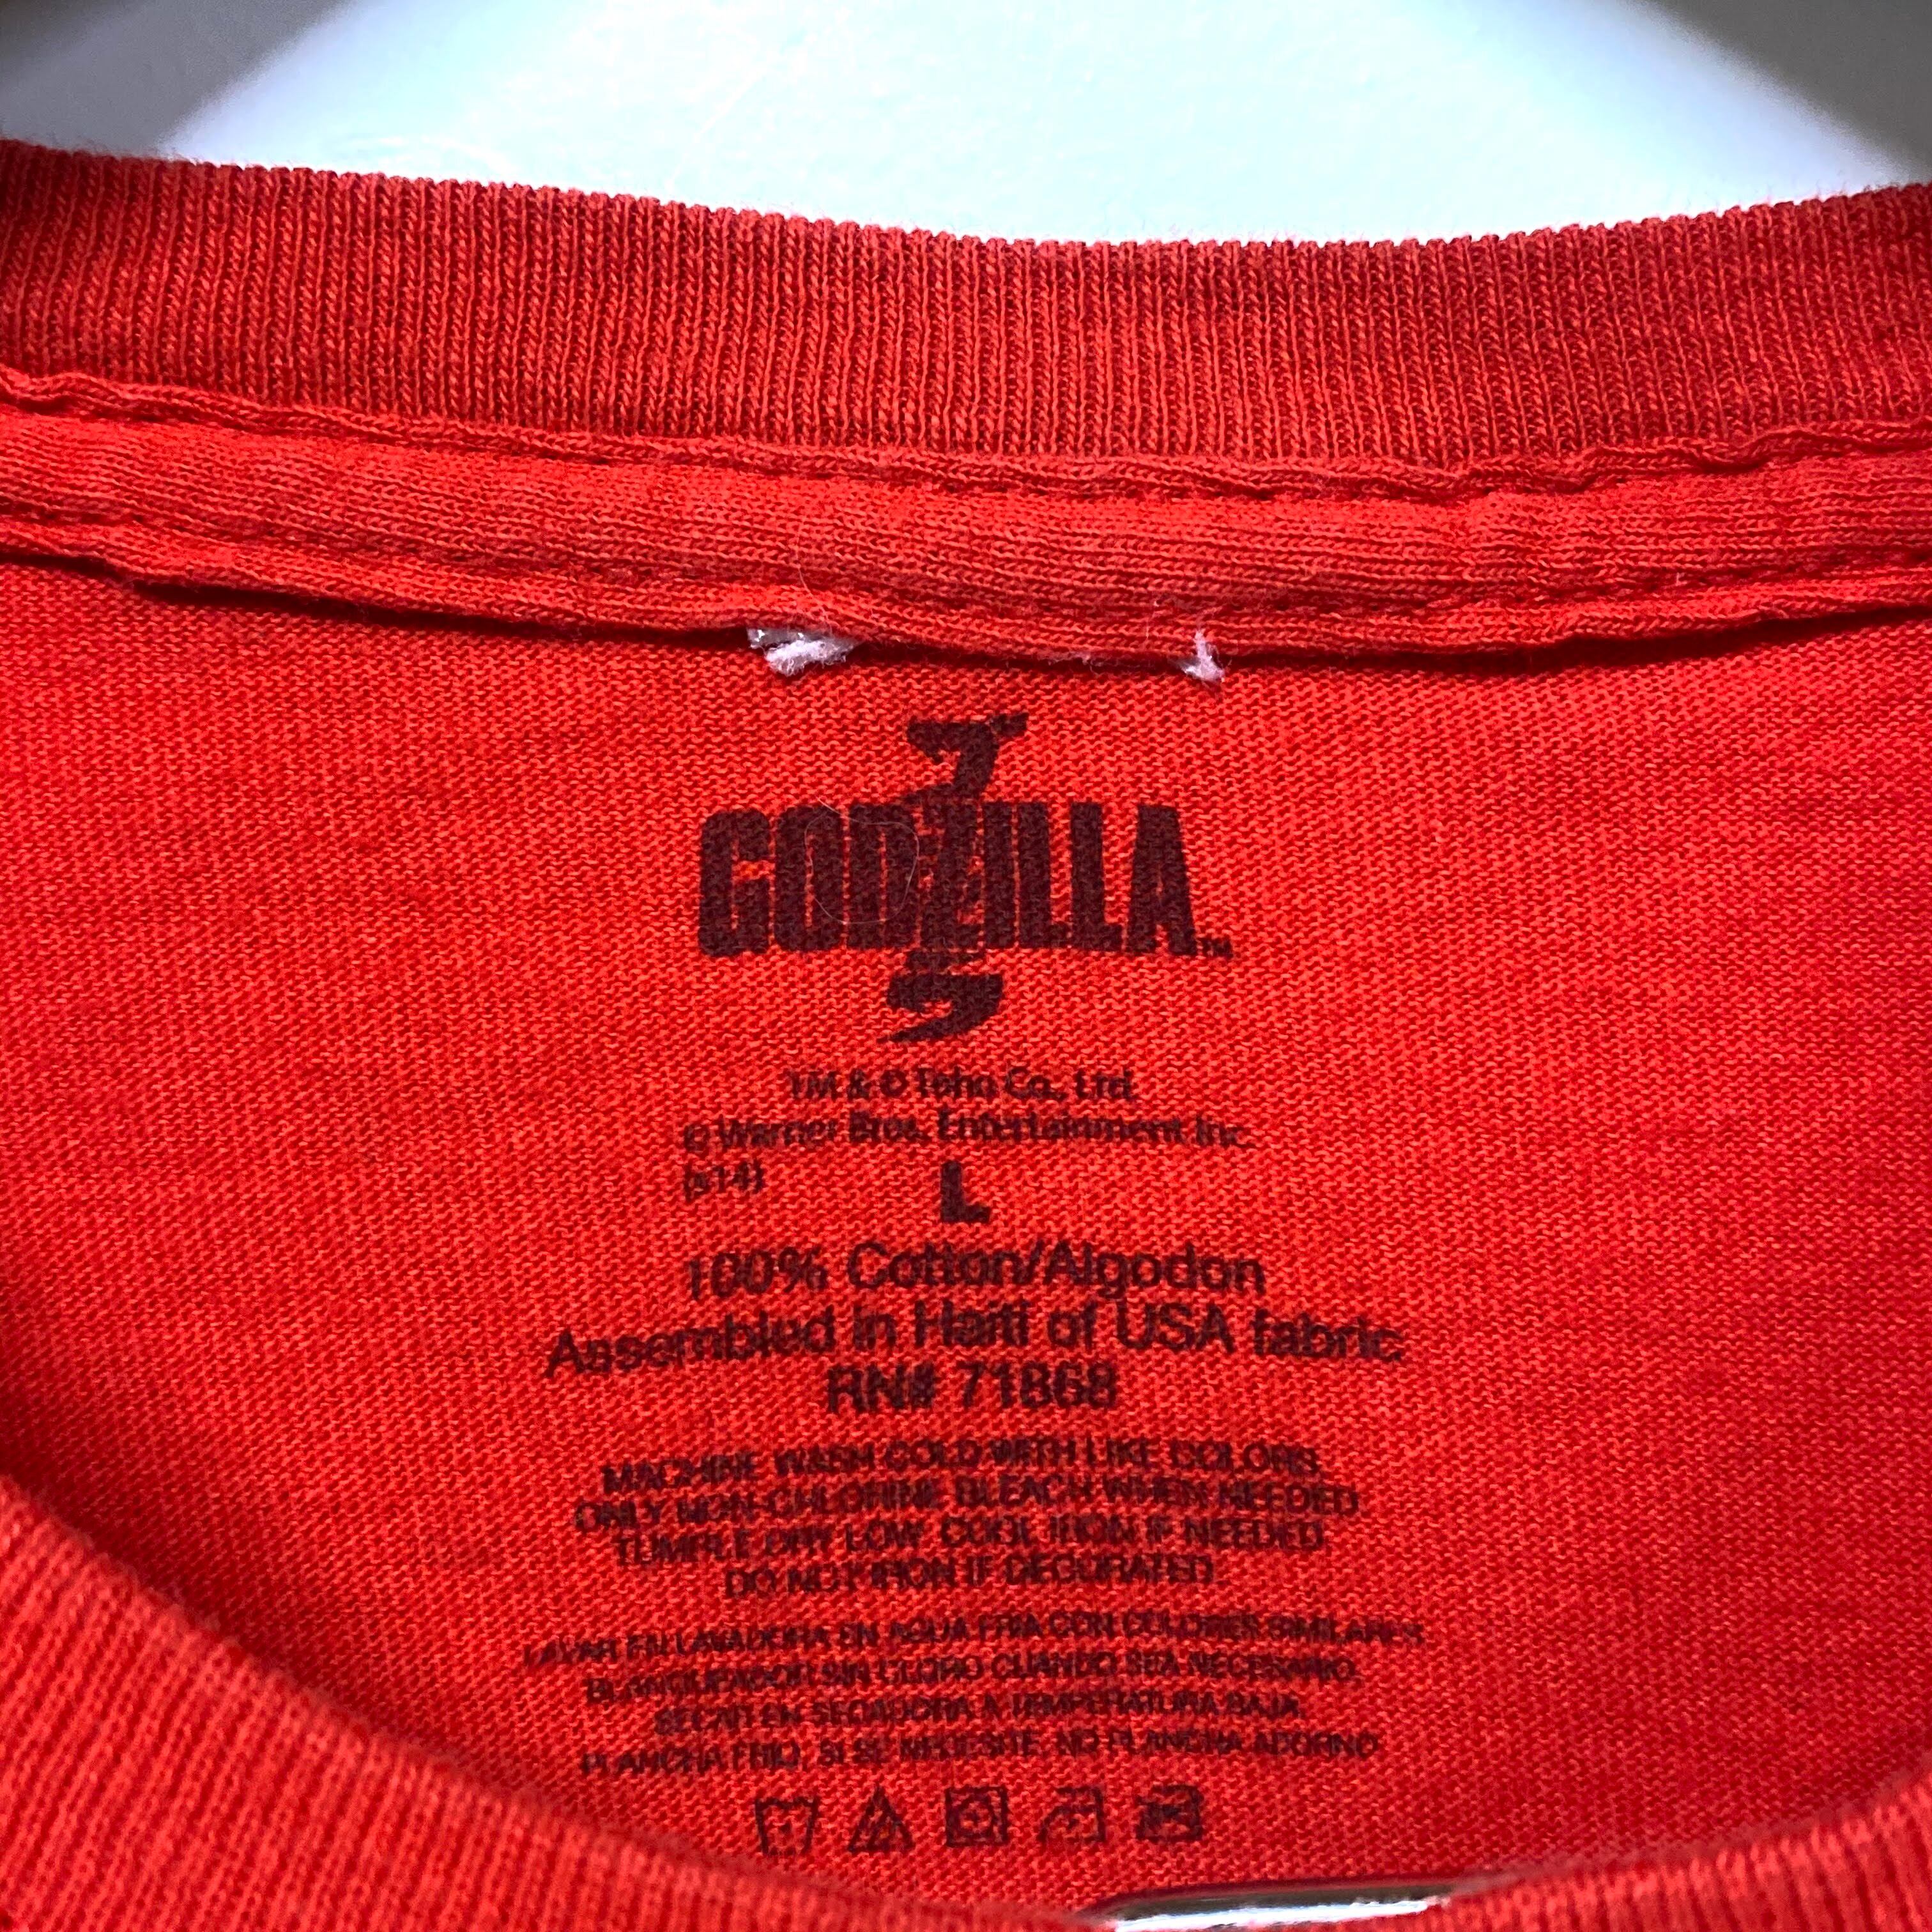 ゴ
GODZILLA™
ラ
TM & © Toho Co., Ltd.
© Warner Bros. Entertainment Inc.
(s14)
L
100% Cotton/Algodon
Assembled in Haiti of USA fabric
RN# 71868
MACHINE WASH COLD WITH LIKE COLORS.
ONLY NON-CHLORINE BLEACH WHEN NEEDED.
TUMBLE DRY LOW. COOL IRON IF NEEDED.
DO NOT IRON IF DECORATED.
LAVAR EN LAVADORA EN AGUA FRIA CON COLORES SIMILARES.
BLANQUEADOR SIN CLORO CUANDO SEA NECESARIO.
SECAR EN SECADORA A TEMPERATURA BAJA.
PLANCHA FRIO, SI SE NECESITE. NO PLANCHA ADORNO